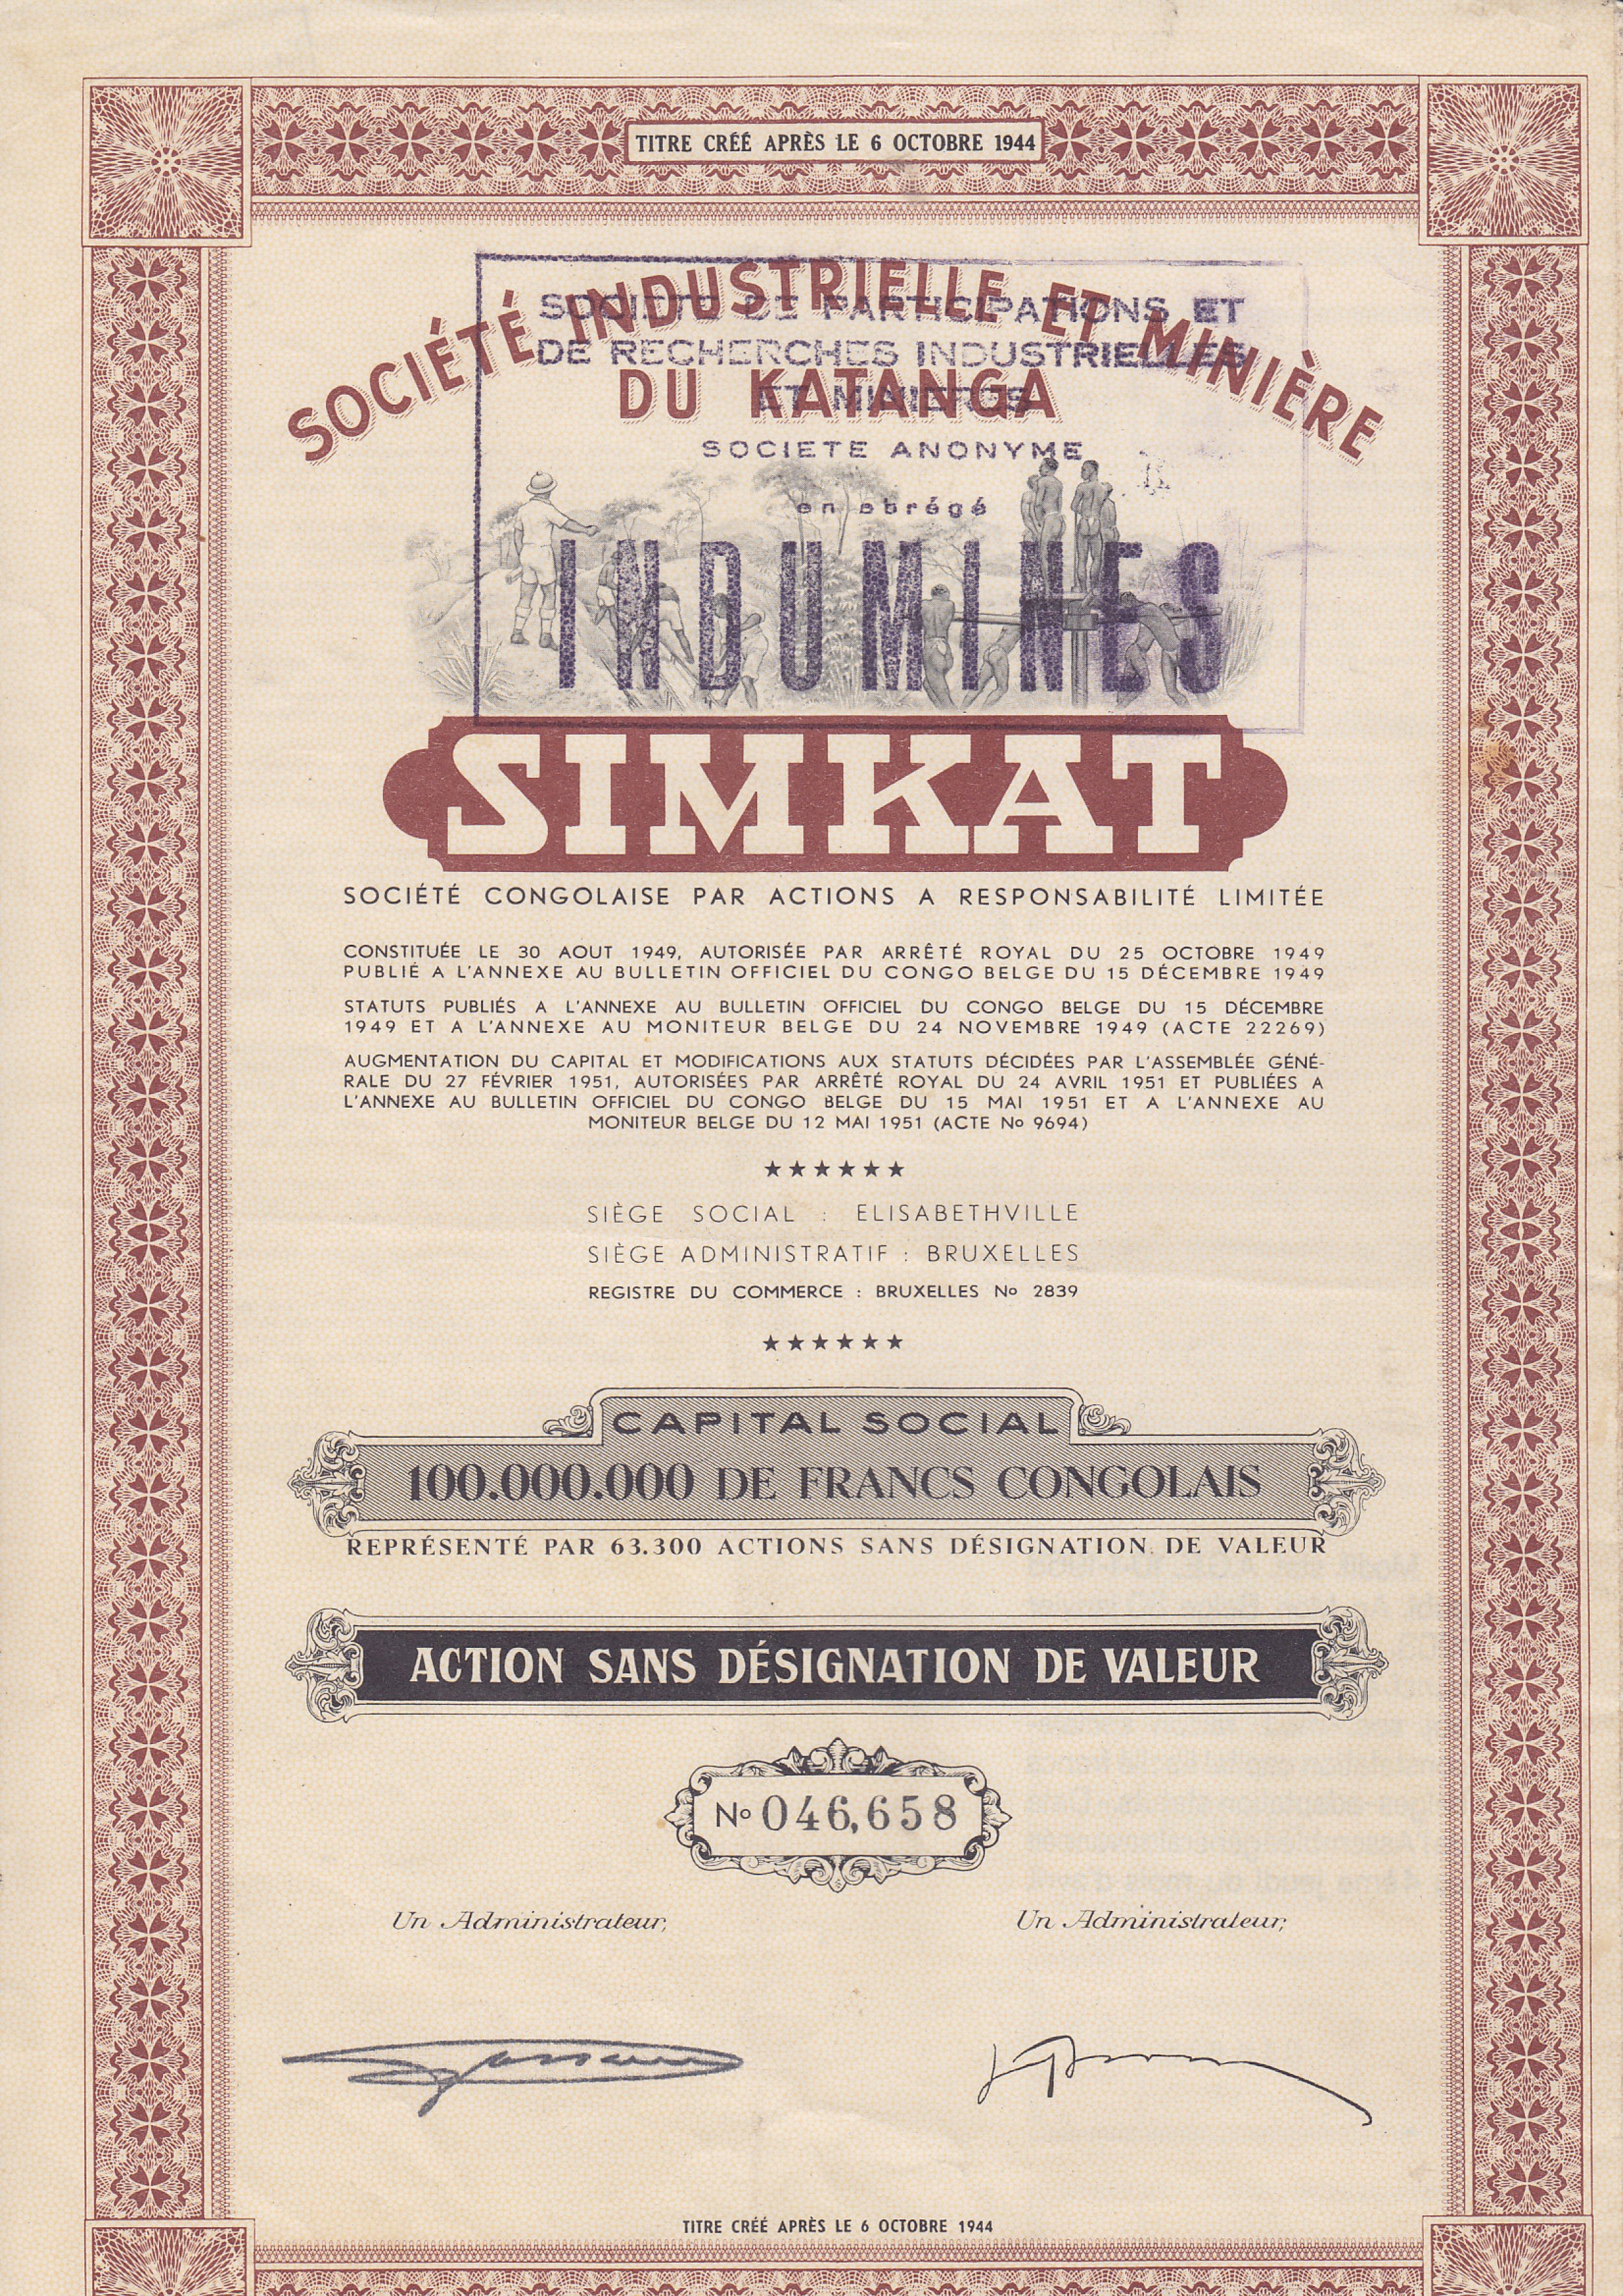 TITRE CRÉÉ APRÈS LE 6 OCTOBRE 1944
SOCIÉTÉ INDUSTRIELLE ET MINIÈRE
DU KATANGA
SOCIETE DE PARTICIPATIONS ET
DE RECHERCHES INDUSTRIELLES
ET MINIERES
SOCIETE ANONYME
en abrégé
INDUMINES
SIMKAT
SOCIÉTÉ CONGOLAISE PAR ACTIONS A RESPONSABILITÉ LIMITÉE
CONSTITUÉE LE 30 AOUT 1949, AUTORISÉE PAR ARRÊTÉ ROYAL DU 25 OCTOBRE 1949
PUBLIÉ A L'ANNEXE AU BULLETIN OFFICIEL DU CONGO BELGE DU 15 DÉCEMBRE 1949
STATUTS PUBLIÉS A L'ANNEXE AU BULLETIN OFFICIEL DU CONGO BELGE DU 15 DÉCEMBRE
1949 ET A L'ANNEXE AU MONITEUR BELGE DU 24 NOVEMBRE 1949 (ACTE 22269)
AUGMENTATION DU CAPITAL ET MODIFICATIONS AUX STATUTS DÉCIDÉES PAR L'ASSEMBLÉE GÉNÉ-
RALE DU 27 FÉVRIER 1951, AUTORISÉES PAR ARRÊTÉ ROYAL DU 24 AVRIL 1951 ET PUBLIÉES A
L'ANNEXE AU BULLETIN OFFICIEL DU CONGO BELGE DU 15 MAI 1951 ET A L'ANNEXE AU
MONITEUR BELGE DU 12 MAI 1951 (ACTE No 9694)
SIÈGE SOCIAL : ELISABETHVILLE
SIÈGE ADMINISTRATIF : BRUXELLES
REGISTRE DU COMMERCE : BRUXELLES No 2839
CAPITAL SOCIAL
100.000.000 DE FRANCS CONGOLAIS
REPRÉSENTÉ PAR 63.300 ACTIONS SANS DÉSIGNATION DE VALEUR
ACTION SANS DÉSIGNATION DE VALEUR
No 046,658
Un Administrateur,
Un Administrateur,
TITRE CRÉÉ APRÈS LE 6 OCTOBRE 1944